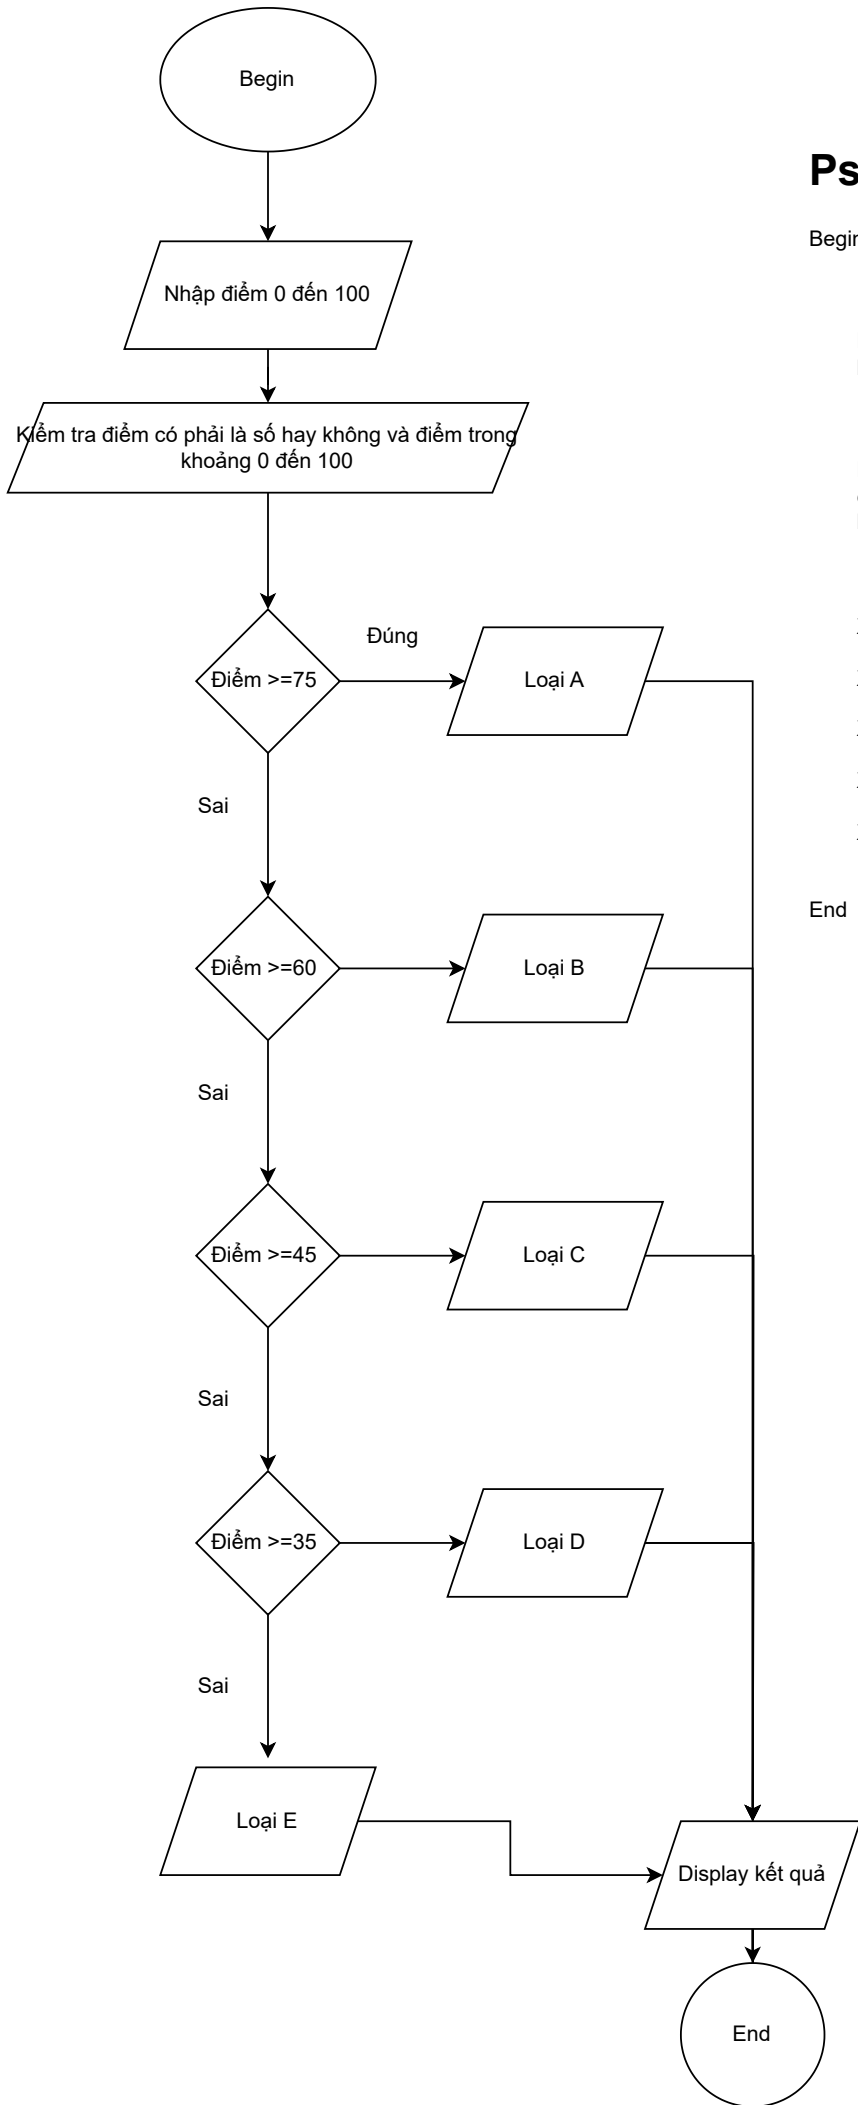 Begin
Nhập điểm 0 đến 100
Kiểm tra điểm có phải là số hay không và điểm trong
khoảng 0 đến 100
Điểm >=75
Đúng
Loại A
Sai
Điểm >=60
Loại B
Sai
Điểm >=45
Loại C
Sai
Điểm >=35
Loại D
Sai
Loại E
Display kết quả
End
Ps
Begin
End